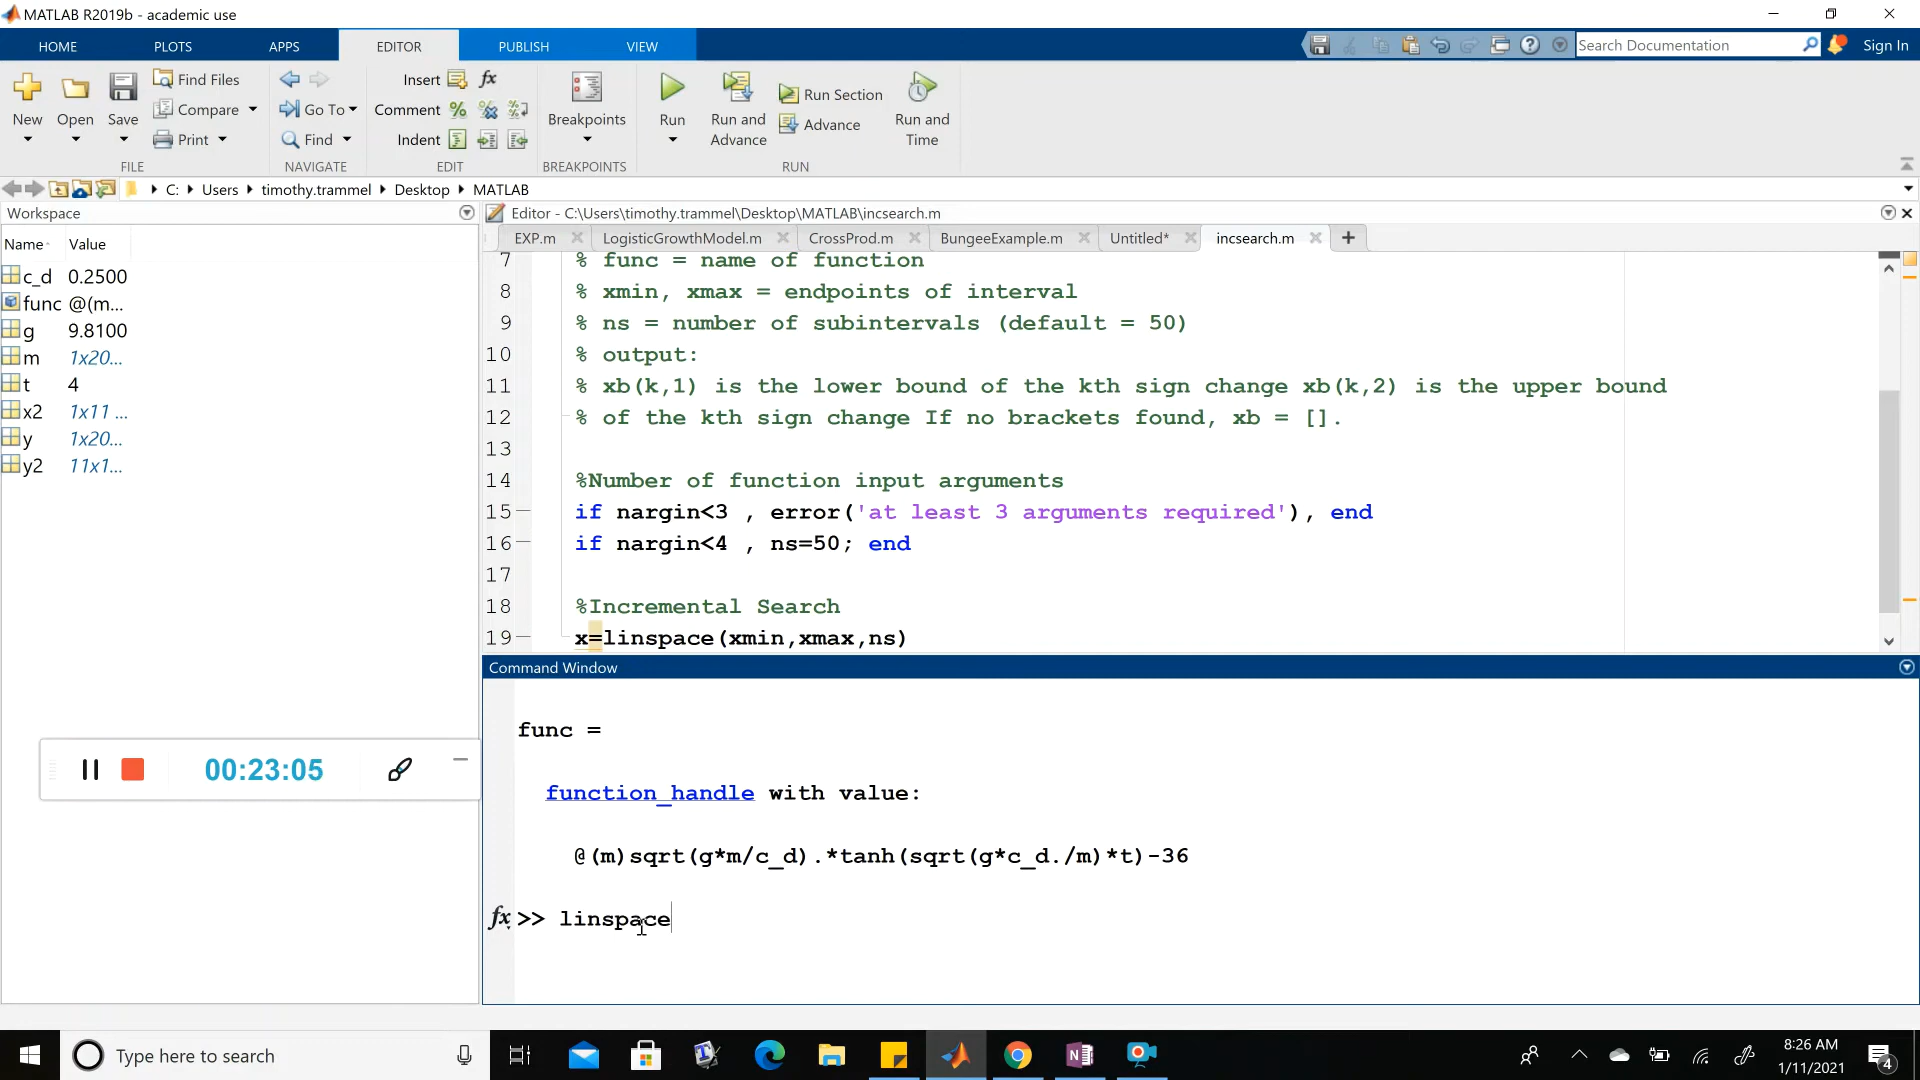 MATLAB R2019b - academic use
HOME PLOTS APPS EDITOR PUBLISH VIEW
Search Documentation
Sign In
New Open Save
Find Files
Compare
Print
FILE
Go To
Find
NAVIGATE
Insert fx
Comment
Indent
EDIT
Breakpoints
BREAKPOINTS
Run
Run and Advance
Run Section
Advance
Run and Time
RUN
C: Users timothy.trammel Desktop MATLAB
Workspace
Name Value
c_d 0.2500
func @(m...
g 9.8100
m 1x20...
t 4
x2 1x11 ...
y 1x20...
y2 11x1...
Editor - C:\Users\timothy.trammel\Desktop\MATLAB\incsearch.m
EXP.m LogisticGrowthModel.m CrossProd.m BungeeExample.m Untitled* incsearch.m
7 % func = name of function
8 % xmin, xmax = endpoints of interval
9 % ns = number of subintervals (default = 50)
10 % output:
11 % xb(k,1) is the lower bound of the kth sign change xb(k,2) is the upper bound
12 % of the kth sign change If no brackets found, xb = [].
13
14 %Number of function input arguments
15 if nargin<3 , error('at least 3 arguments required'), end
16 if nargin<4 , ns=50; end
17
18 %Incremental Search
19 x=linspace(xmin,xmax,ns)
Command Window
func =
function_handle with value:
@(m)sqrt(g*m/c_d).*tanh(sqrt(g*c_d./m)*t)-36
fx >> linspace
00:23:05
Type here to search
8:26 AM
1/11/2021
4